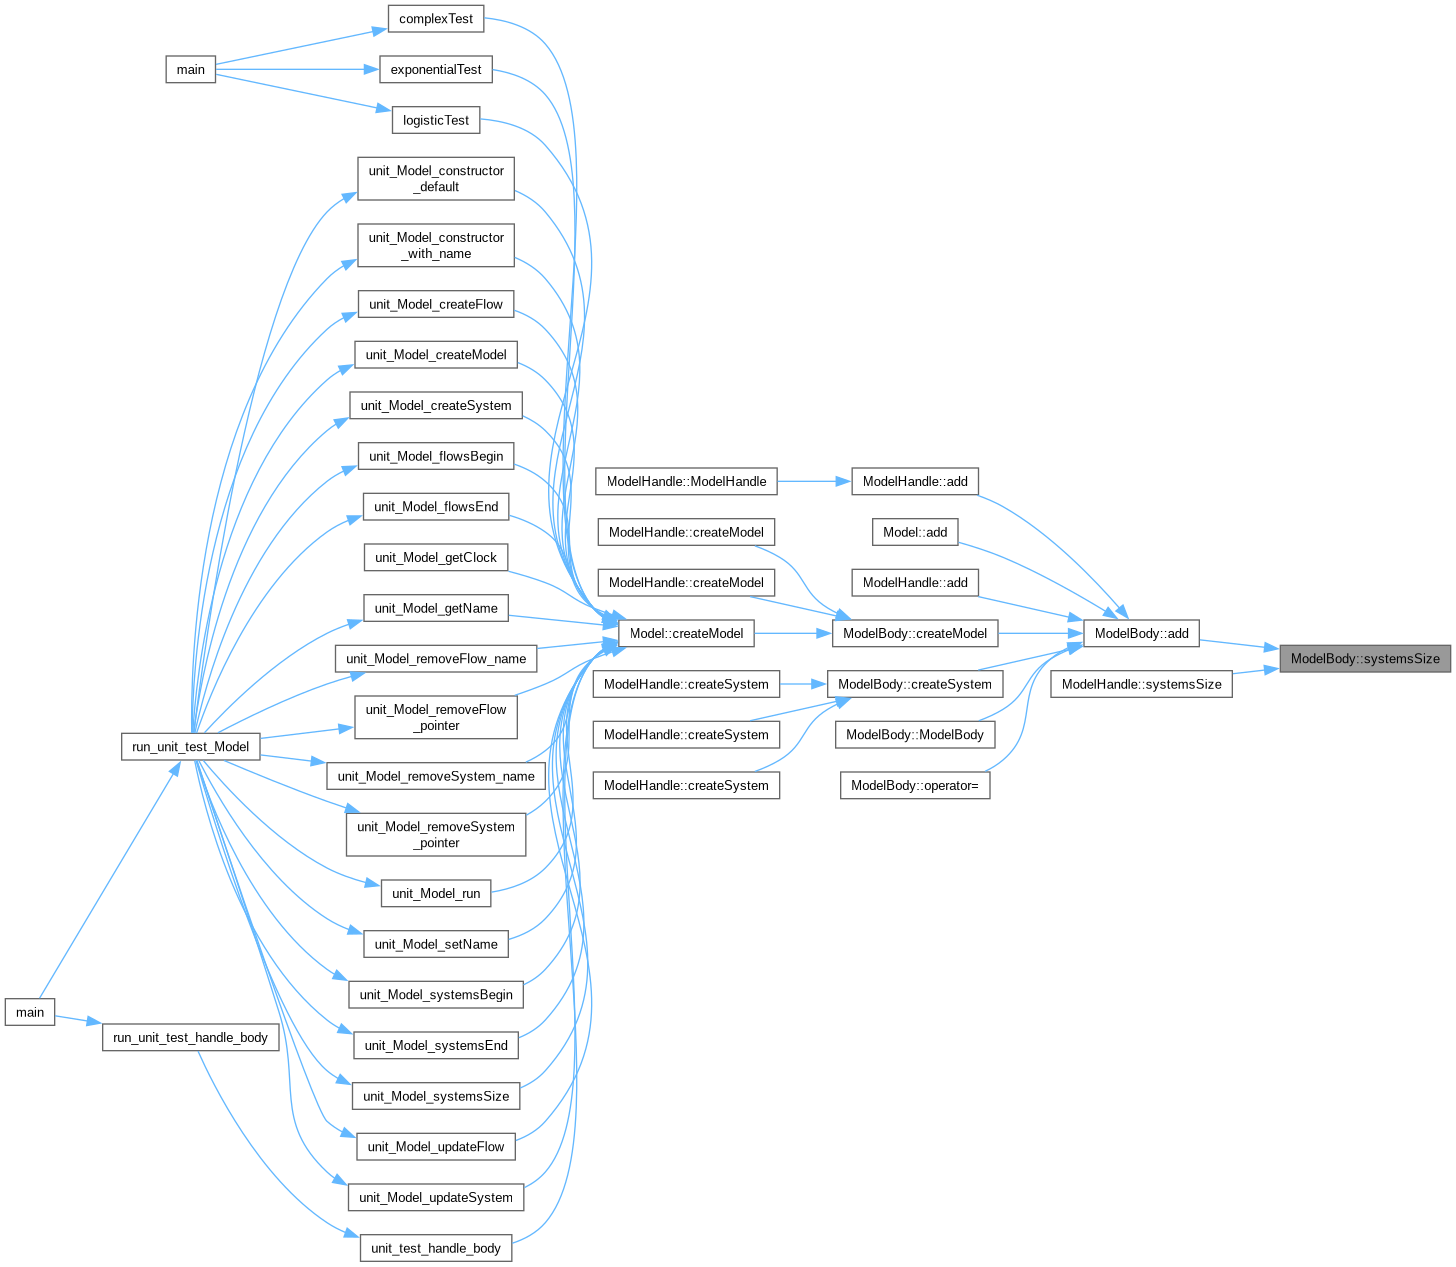 complexTest
main
exponentialTest
logisticTest
unit_Model_constructor
_default
unit_Model_constructor
_with_name
unit_Model_createFlow
unit_Model_createModel
unit_Model_createSystem
unit_Model_flowsBegin
unit_Model_flowsEnd
unit_Model_getClock
unit_Model_getName
unit_Model_removeFlow_name
unit_Model_removeFlow
_pointer
run_unit_test_Model
unit_Model_removeSystem_name
unit_Model_removeSystem
_pointer
unit_Model_run
unit_Model_setName
unit_Model_systemsBegin
main
run_unit_test_handle_body
unit_Model_systemsEnd
unit_Model_systemsSize
unit_Model_updateFlow
unit_Model_updateSystem
unit_test_handle_body
ModelHandle::ModelHandle
ModelHandle::createModel
ModelHandle::createModel
Model::createModel
ModelHandle::createSystem
ModelHandle::createSystem
ModelHandle::createSystem
ModelHandle::add
Model::add
ModelHandle::add
ModelBody::createModel
ModelBody::createSystem
ModelBody::ModelBody
ModelBody::operator=
ModelBody::add
ModelHandle::systemsSize
ModelBody::systemsSize